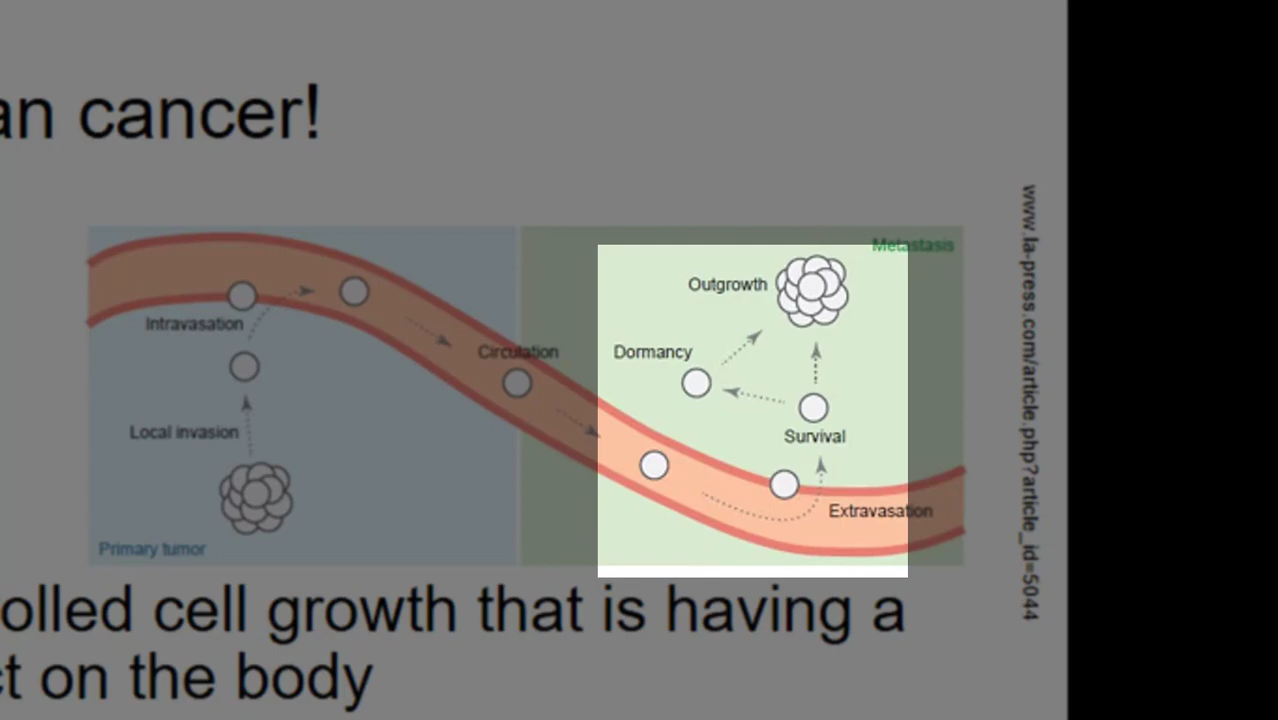 an cancer!
Metastasis
Outgrowth
Intravasation
Circulation
Dormancy
Local invasion
Survival
Extravasation
Primary tumor
www.la-press.com/article.php?article_id=5044
olled cell growth that is having a
ct on the body